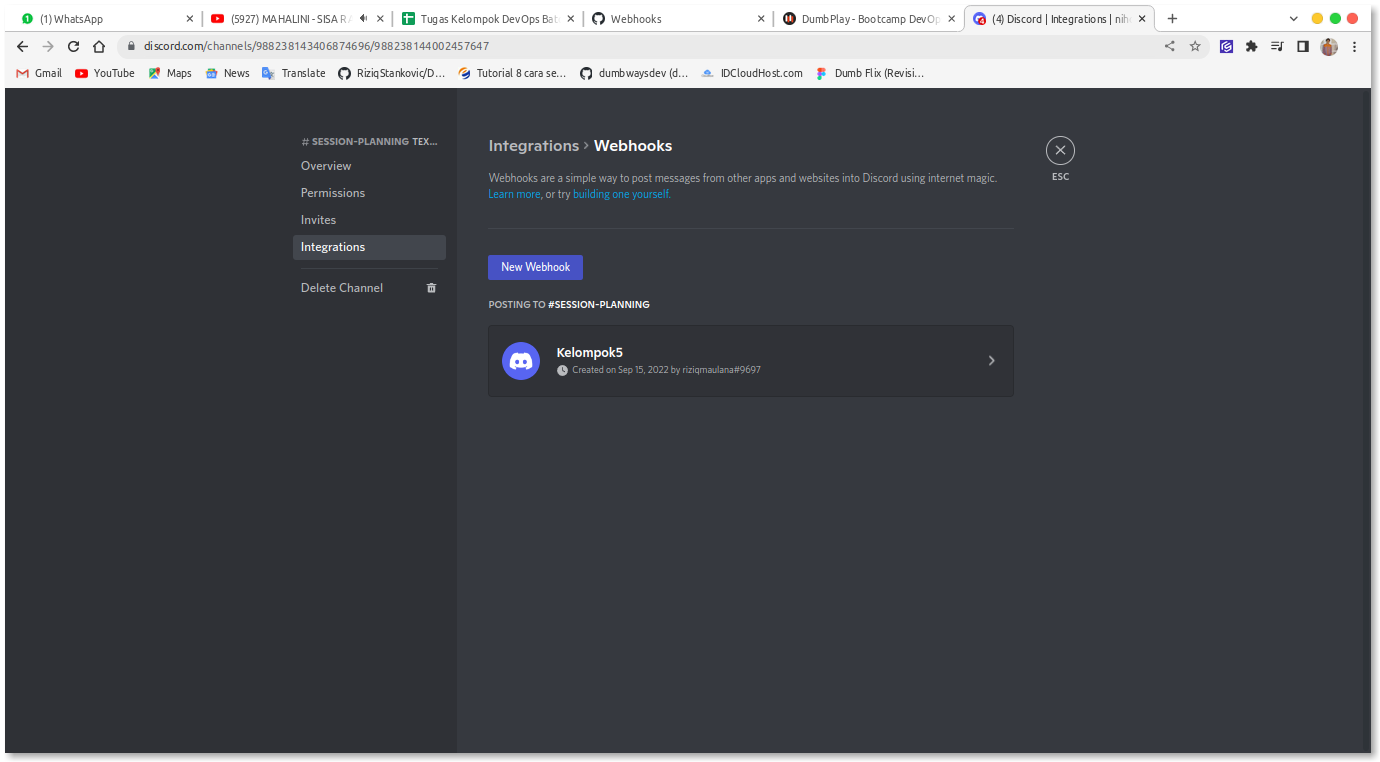 1 (1) WhatsApp
(5927) MAHALINI - SISA RA
Tugas Kelompok DevOps Bat
Webhooks
DumbPlay - Bootcamp DevOp
4 (4) Discord | Integrations | nih
discord.com/channels/988238143406874696/988238144002457647
Gmail YouTube Maps News Translate RiziqStankovic/D... Tutorial 8 cara se... dumbwaysdev (d... IDCloudHost.com Dumb Flix (Revisi...
# SESSION-PLANNING TEX...
Overview
Permissions
Invites
Integrations
Delete Channel
Integrations › Webhooks
Webhooks are a simple way to post messages from other apps and websites into Discord using internet magic.
Learn more, or try building one yourself.
ESC
New Webhook
POSTING TO #SESSION-PLANNING
Kelompok5
Created on Sep 15, 2022 by riziqmaulana#9697